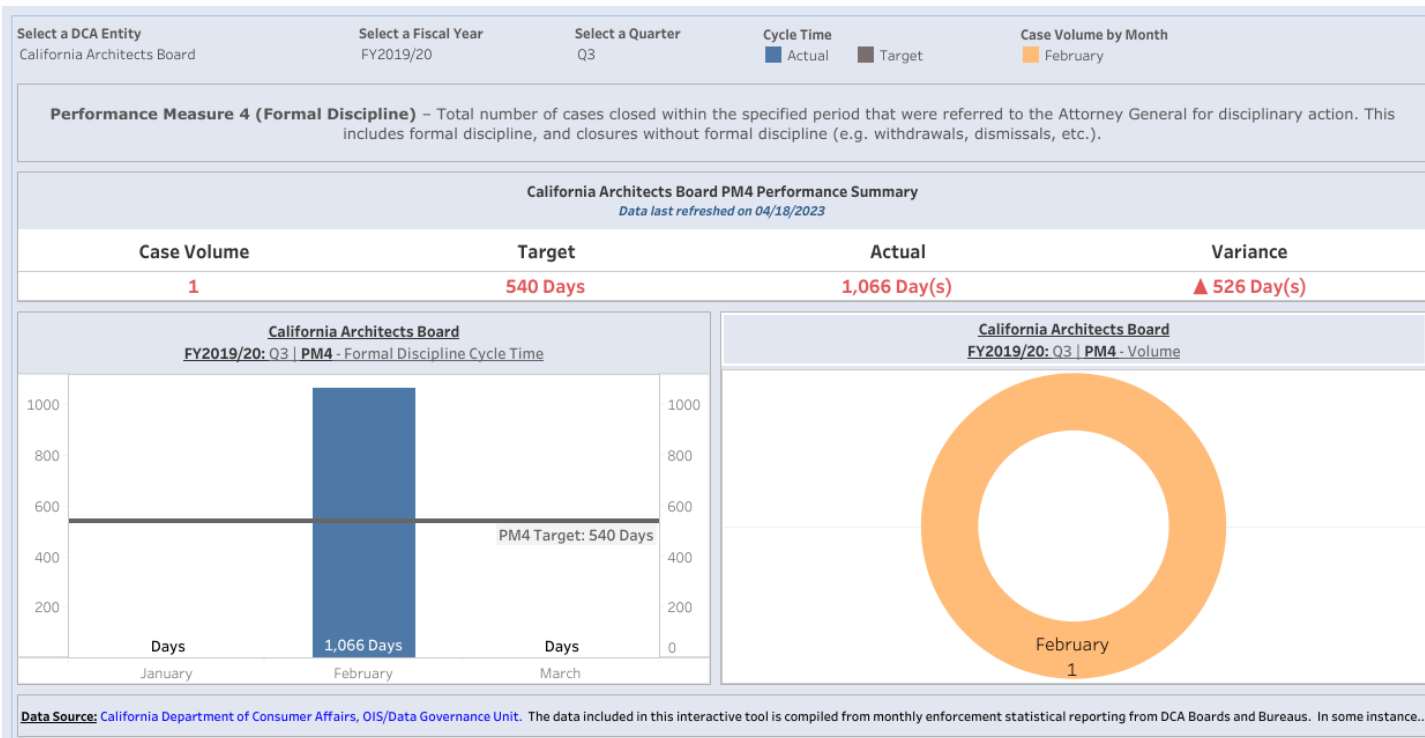 Select a DCA Entity
California Architects Board
Select a Fiscal Year
FY2019/20
Select a Quarter
Q3
Cycle Time
Actual Target
Case Volume by Month
February
Performance Measure 4 (Formal Discipline) – Total number of cases closed within the specified period that were referred to the Attorney General for disciplinary action. This
includes formal discipline, and closures without formal discipline (e.g. withdrawals, dismissals, etc.).
California Architects Board PM4 Performance Summary
Data last refreshed on 04/18/2023
Case Volume Target Actual Variance
1 540 Days 1,066 Day(s) ▲ 526 Day(s)
California Architects Board
FY2019/20: Q3 | PM4 - Formal Discipline Cycle Time
1000 1000
800 800
600 600
PM4 Target: 540 Days
400 400
200 200
Days 1,066 Days Days 0
January February March
California Architects Board
FY2019/20: Q3 | PM4 - Volume
February
1
Data Source: California Department of Consumer Affairs, OIS/Data Governance Unit. The data included in this interactive tool is compiled from monthly enforcement statistical reporting from DCA Boards and Bureaus. In some instance..